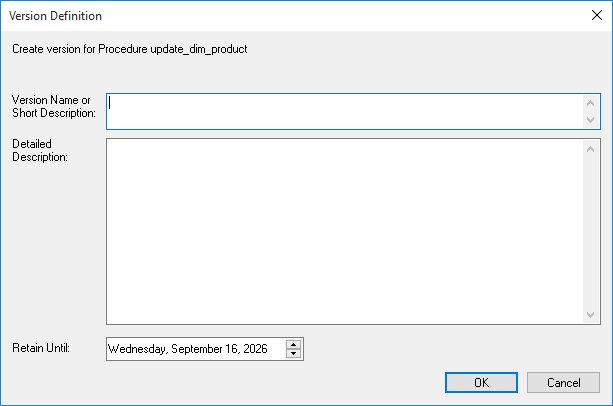 Version Definition
Create version for Procedure update_dim_product
Version Name or
Short Description:
Detailed
Description:
Retain Until:
Wednesday, September 16, 2026
OK
Cancel